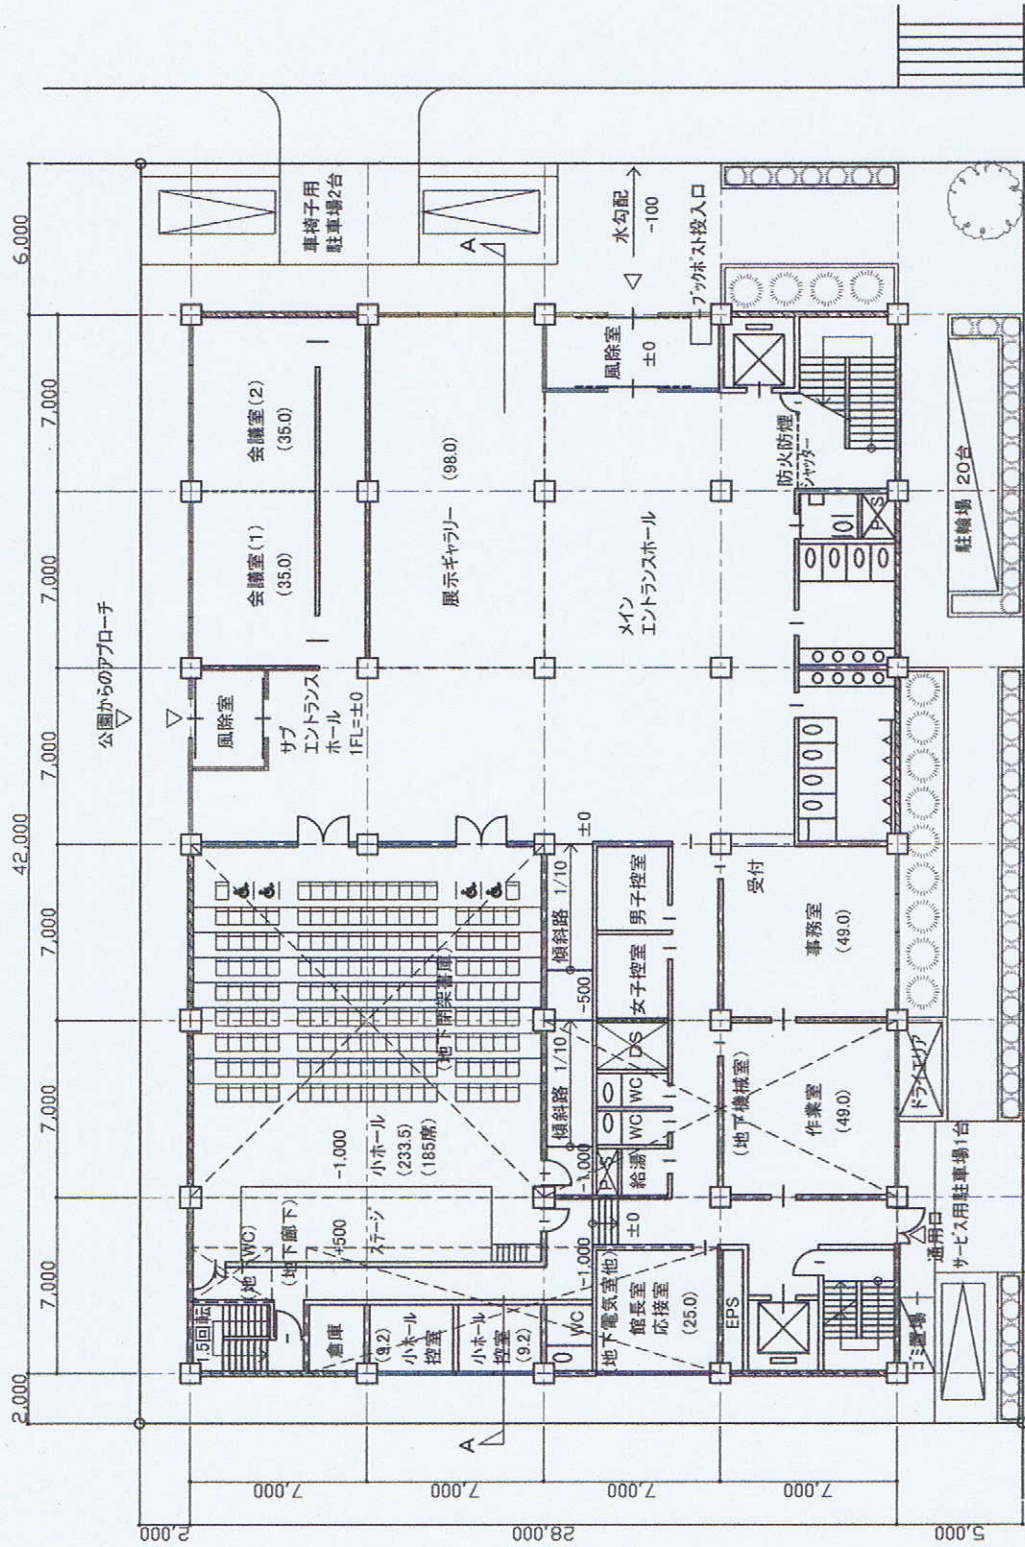 2,000
7,000
7,000
7,000
42,000
7,000
7,000
7,000
6,000
公園からのアプローチ
車椅子用
駐車場2台
A
水勾配
-100
ブックポスト投入口
会議室(2)
(35.0)
会議室(1)
(35.0)
展示ギャラリー
(98.0)
風除室
±0
メイン
エントランスホール
防火防煙
シャッター
PS
駐輪場 20台
風除室
サブ
エントランス
ホール
1FL=±0
±0
傾斜路 1/10
-500
傾斜路 1/10
男子控室
女子控室
DS
WC
WC
給湯
PS
-1,000
受付
事務室
(49.0)
(地下機械室)
作業室
(49.0)
ドライエリア
(地下閉架書庫)
-1,000
小ホール
(233.5)
(185席)
(地下WC)
(地下廊下)
+500
ステージ
1.5回転
倉庫
(9.2)
小ホール
控室
小ホール
控室
(9.2)
WC
-1,000
±0
(地下電気室他)
館長室
応接室
(25.0)
EPS
通用口
サービス用駐車場1台
ゴミ置場
A
2,000
7,000
7,000
28,000
7,000
7,000
5,000